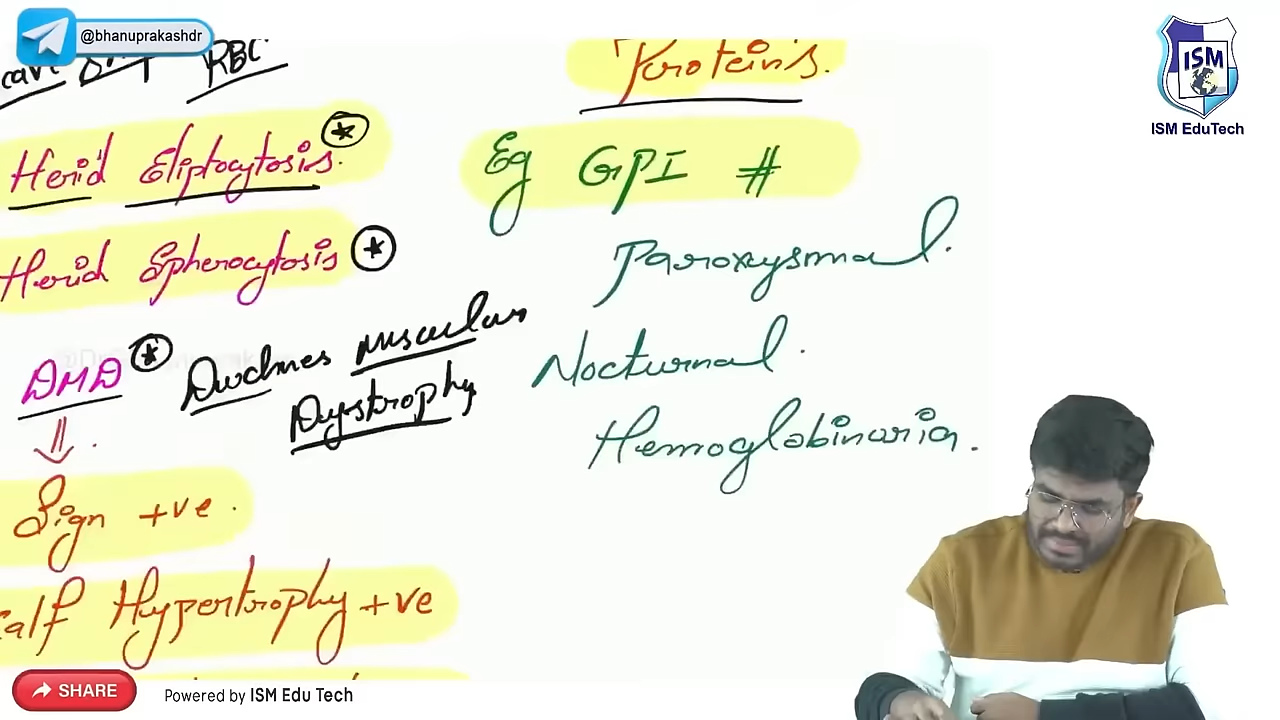 @bhanuprakashdr
RBC
Herid Eliptocytosis.
Herid Spherocytosis
DMD
Duchnes muscular
Dystrophy
Sign +ve.
Calf Hypertrophy +ve
Proteins.
Eg GPI #
Paroxysmal.
Nocturnal.
Hemoglobinuria.
ISM
ISM EduTech
SHARE
Powered by ISM Edu Tech